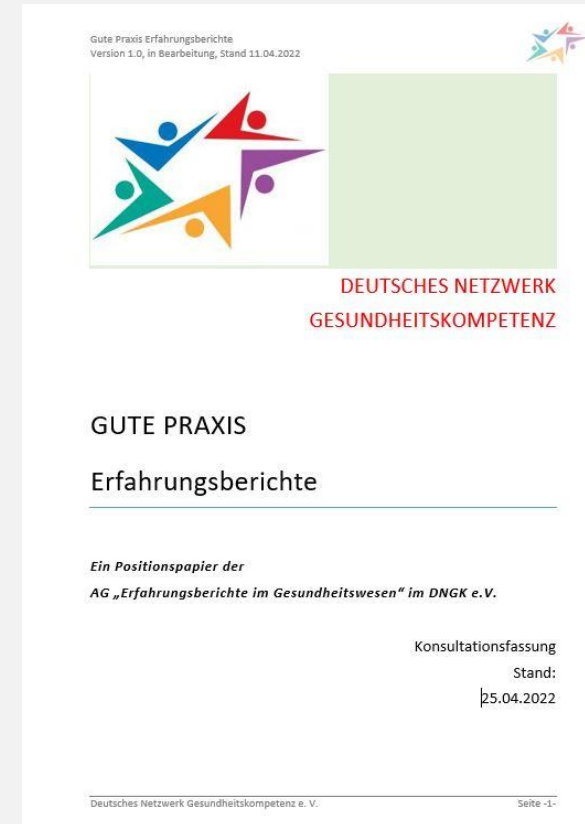 Gute Praxis Erfahrungsberichte
Version 1.0, in Bearbeitung, Stand 11.04.2022
DEUTSCHES NETZWERK
GESUNDHEITSKOMPETENZ
GUTE PRAXIS
Erfahrungsberichte
Ein Positionspapier der
AG „Erfahrungsberichte im Gesundheitswesen“ im DNGK e.V.
Konsultationsfassung
Stand:
25.04.2022
Deutsches Netzwerk Gesundheitskompetenz e. V. Seite -1-